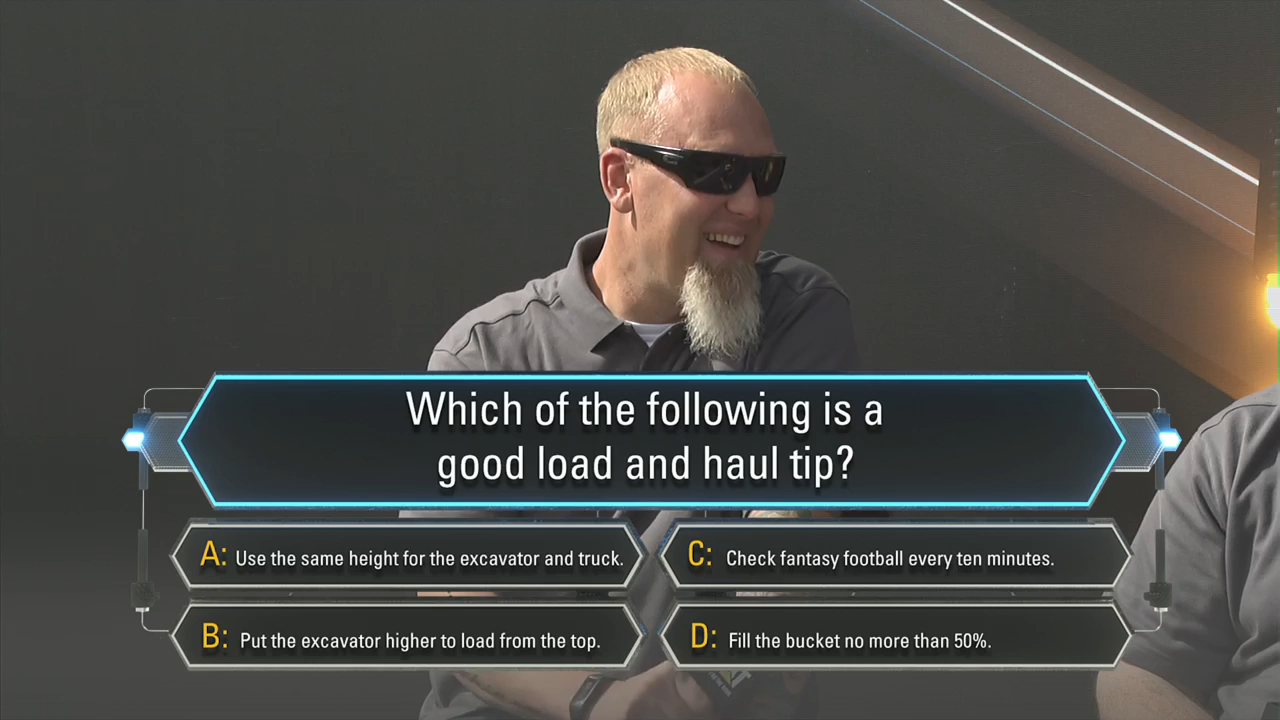 Which of the following is a
good load and haul tip?
A: Use the same height for the excavator and truck.
B: Put the excavator higher to load from the top.
C: Check fantasy football every ten minutes.
D: Fill the bucket no more than 50%.